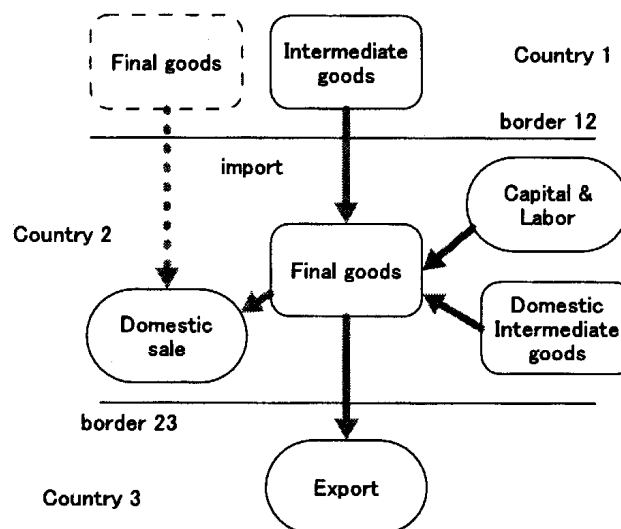 Final goods
Intermediate
goods
Country 1
border 12
import
Capital &
Labor
Country 2
Final goods
Domestic
sale
Domestic
Intermediate
goods
border 23
Export
Country 3